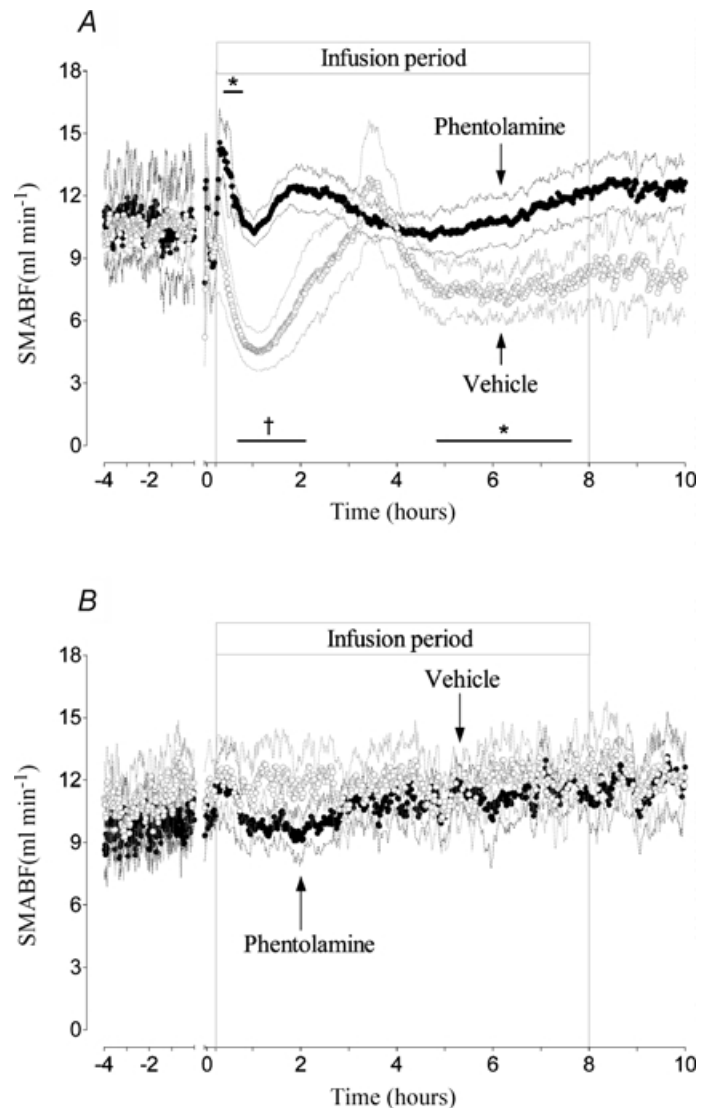 A
Infusion period
18
*
15
Phentolamine
12
9
6
3
0
SMABF(ml min⁻¹)
Vehicle
†
*
-4 -2 0 2 4 6 8 10
Time (hours)
B
Infusion period
18
Vehicle
15
12
9
6
3
0
SMABF(ml min⁻¹)
Phentolamine
-4 -2 0 2 4 6 8 10
Time (hours)